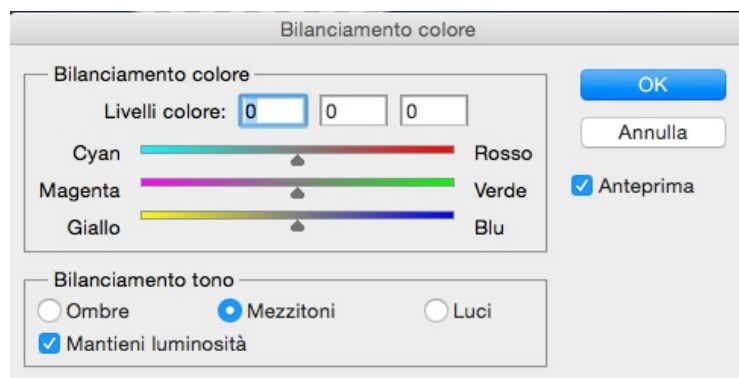 Bilanciamento colore
Bilanciamento colore
OK
Livelli colore: 0 0 0
Annulla
Cyan Rosso
Magenta Verde
Anteprima
Giallo Blu
Bilanciamento tono
Ombre Mezzitoni Luci
Mantieni luminosità